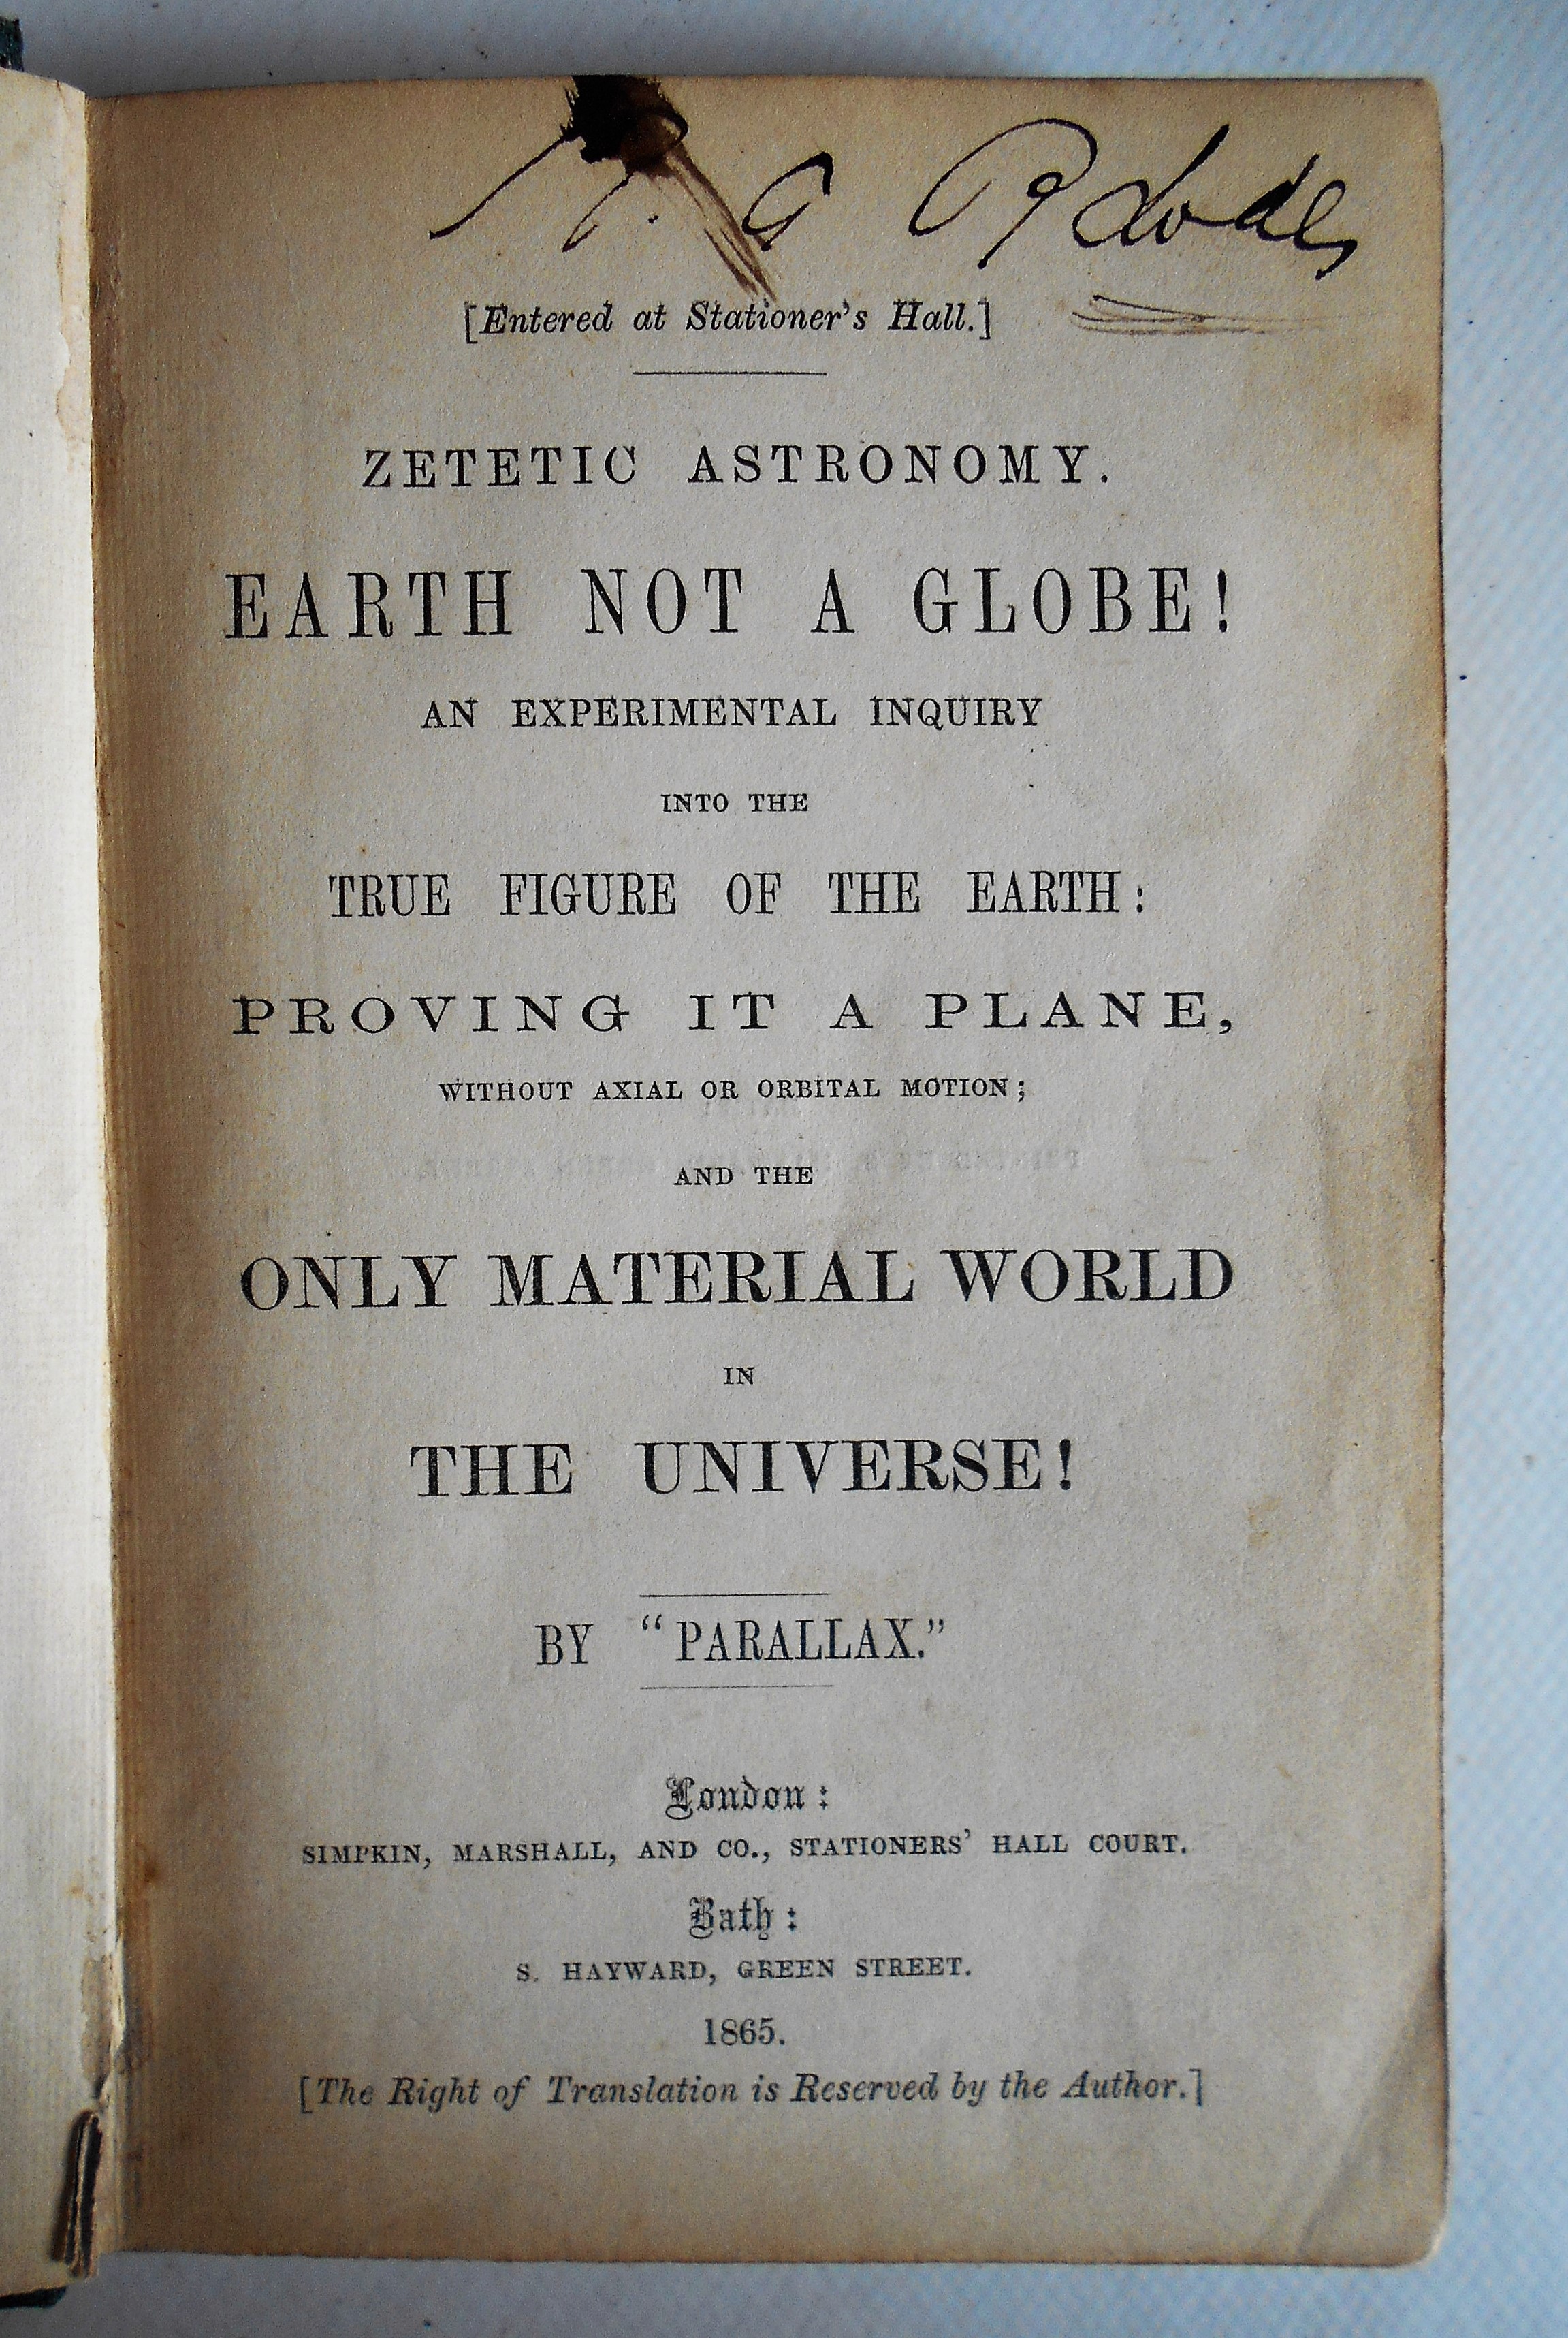 [Entered at Stationer's Hall.]
ZETETIC ASTRONOMY.
EARTH NOT A GLOBE!
AN EXPERIMENTAL INQUIRY
INTO THE
TRUE FIGURE OF THE EARTH:
PROVING IT A PLANE,
WITHOUT AXIAL OR ORBITAL MOTION;
AND THE
ONLY MATERIAL WORLD
IN
THE UNIVERSE!
BY "PARALLAX."
London:
SIMPKIN, MARSHALL, AND CO., STATIONERS' HALL COURT.
Bath:
S. HAYWARD, GREEN STREET.
1865.
[The Right of Translation is Reserved by the Author.]